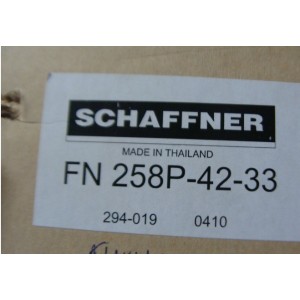 SCHAFFNER
MADE IN THAILAND
FN 258P-42-33
294-019 0410